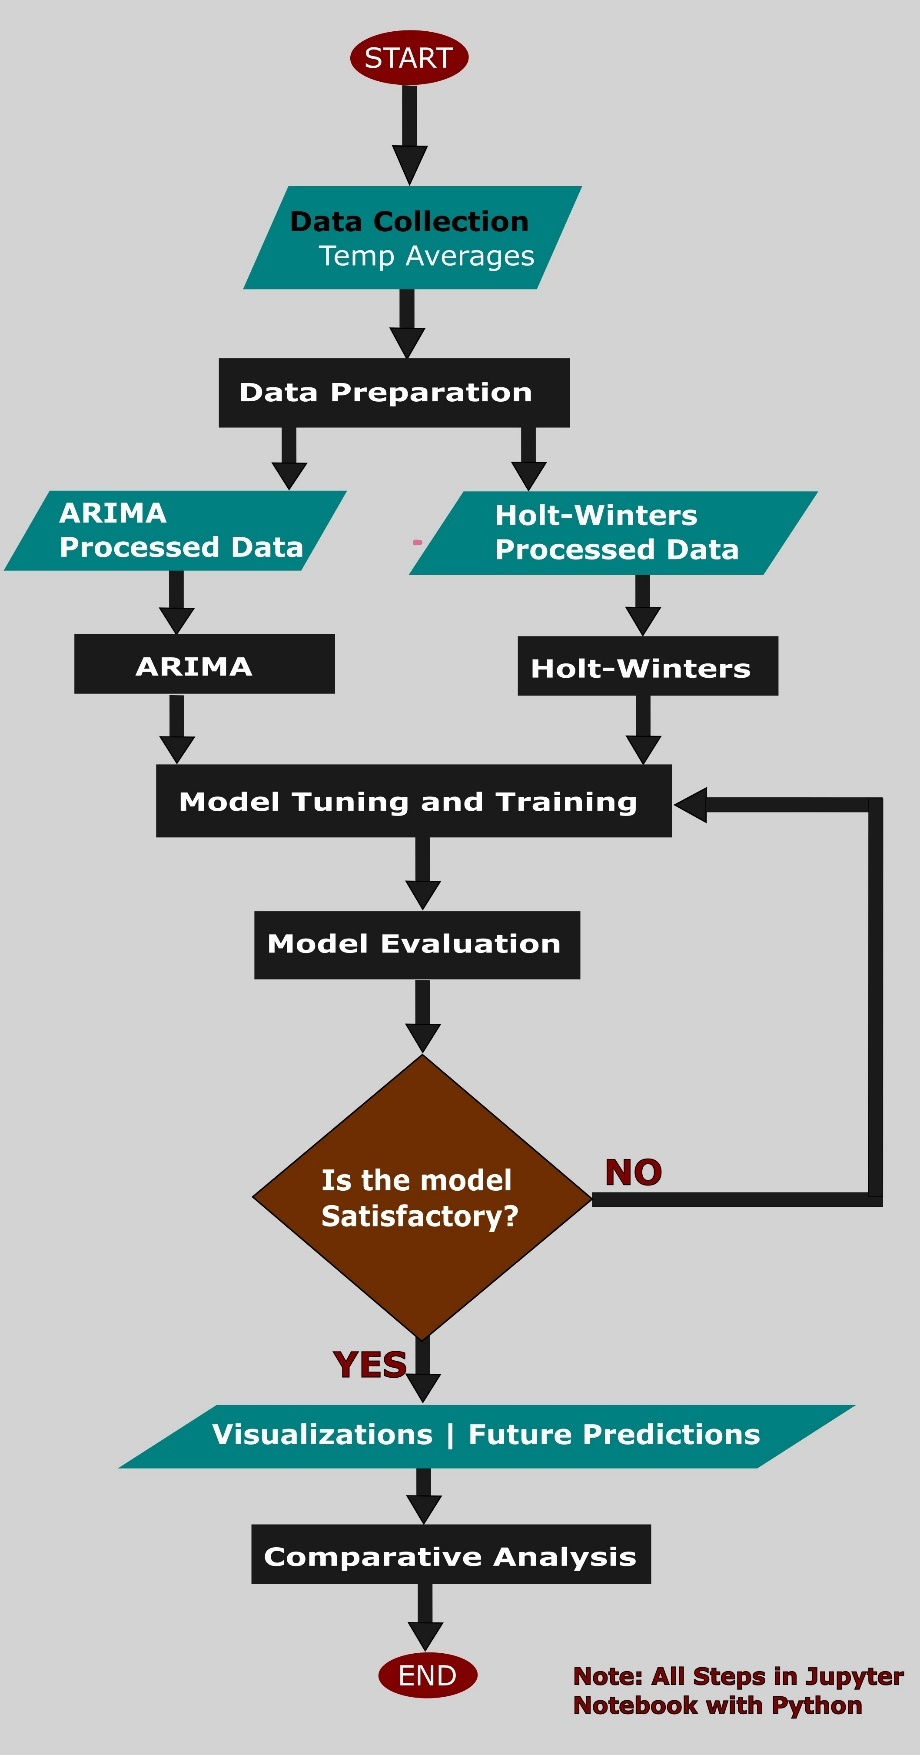 START
Data Collection
Temp Averages
Data Preparation
ARIMA
Processed Data
Holt-Winters
Processed Data
ARIMA
Holt-Winters
Model Tuning and Training
Model Evaluation
Is the model
Satisfactory?
NO
YES
Visualizations | Future Predictions
Comparative Analysis
END
Note: All Steps in Jupyter
Notebook with Python